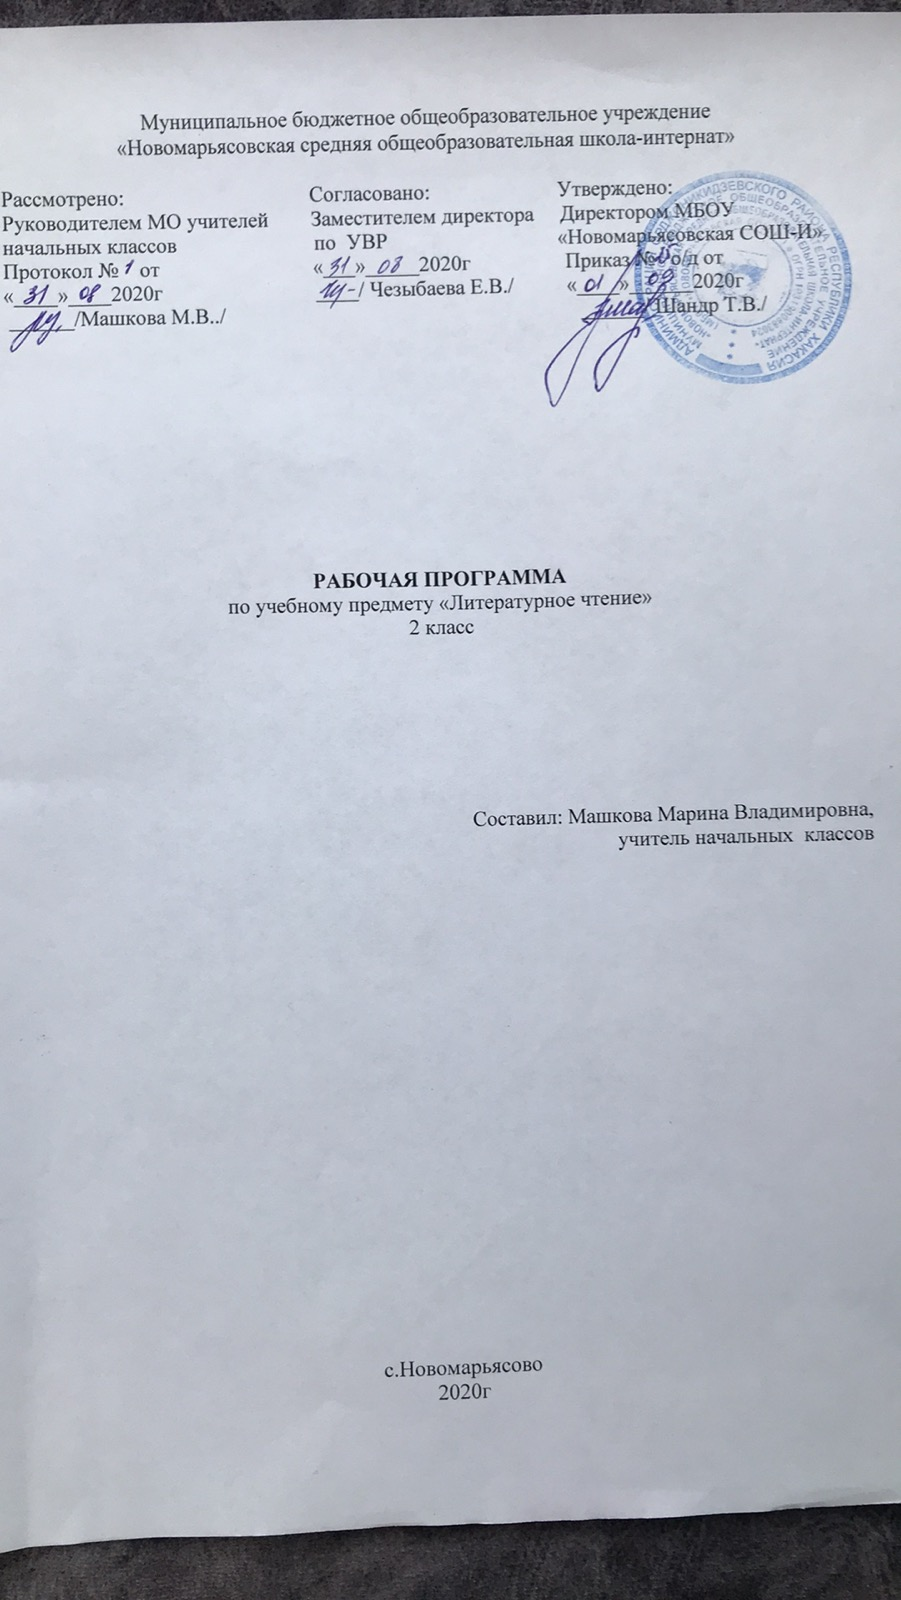 Муниципальное бюджетное общеобразовательное учреждение
«Новомарьясовская средняя общеобразовательная школа-интернат»
Рассмотрено:
Руководителем МО учителей
начальных классов
Протокол № 1 от
«31» 08 2020г
/Машкова М.В../
Согласовано:
Заместителем директора
по УВР
«31» 08 2020г
/ Чезыбаева Е.В./
Утверждено:
Директором МБОУ
«Новомарьясовская СОШ-И»
Приказ № о/д от
«01» 09 2020г
Шандр Т.В./
РАБОЧАЯ ПРОГРАММА
по учебному предмету «Литературное чтение»
2 класс
Составил: Машкова Марина Владимировна,
учитель начальных классов
с.Новомарьясово
2020г